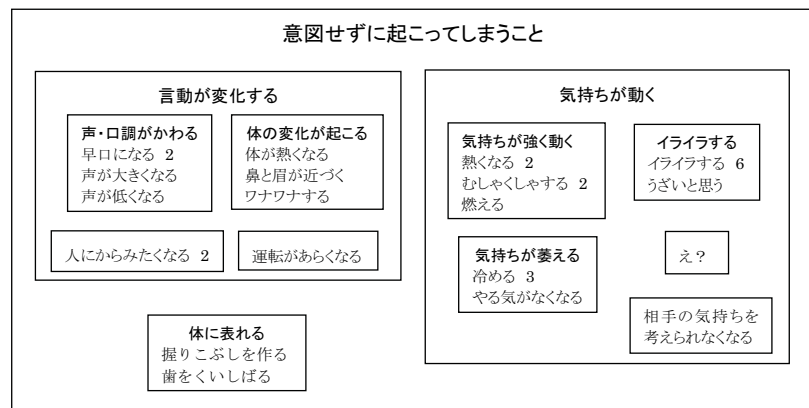 意図せずに起こってしまうこと
言動が変化する
声・口調がかわる
早口になる 2
声が大きくなる
声が低くなる
体の変化が起こる
体が熱くなる
鼻と眉が近づく
ワナワナする
人にからみたくなる 2
運転があらくなる
体に表れる
握りこぶしを作る
歯をくいしばる
気持ちが動く
気持ちが強く動く
熱くなる 2
むしゃくしゃする 2
燃える
イライラする
イライラする 6
うざいと思う
気持ちが萎える
冷める 3
やる気がなくなる
え？
相手の気持ちを
考えられなくなる